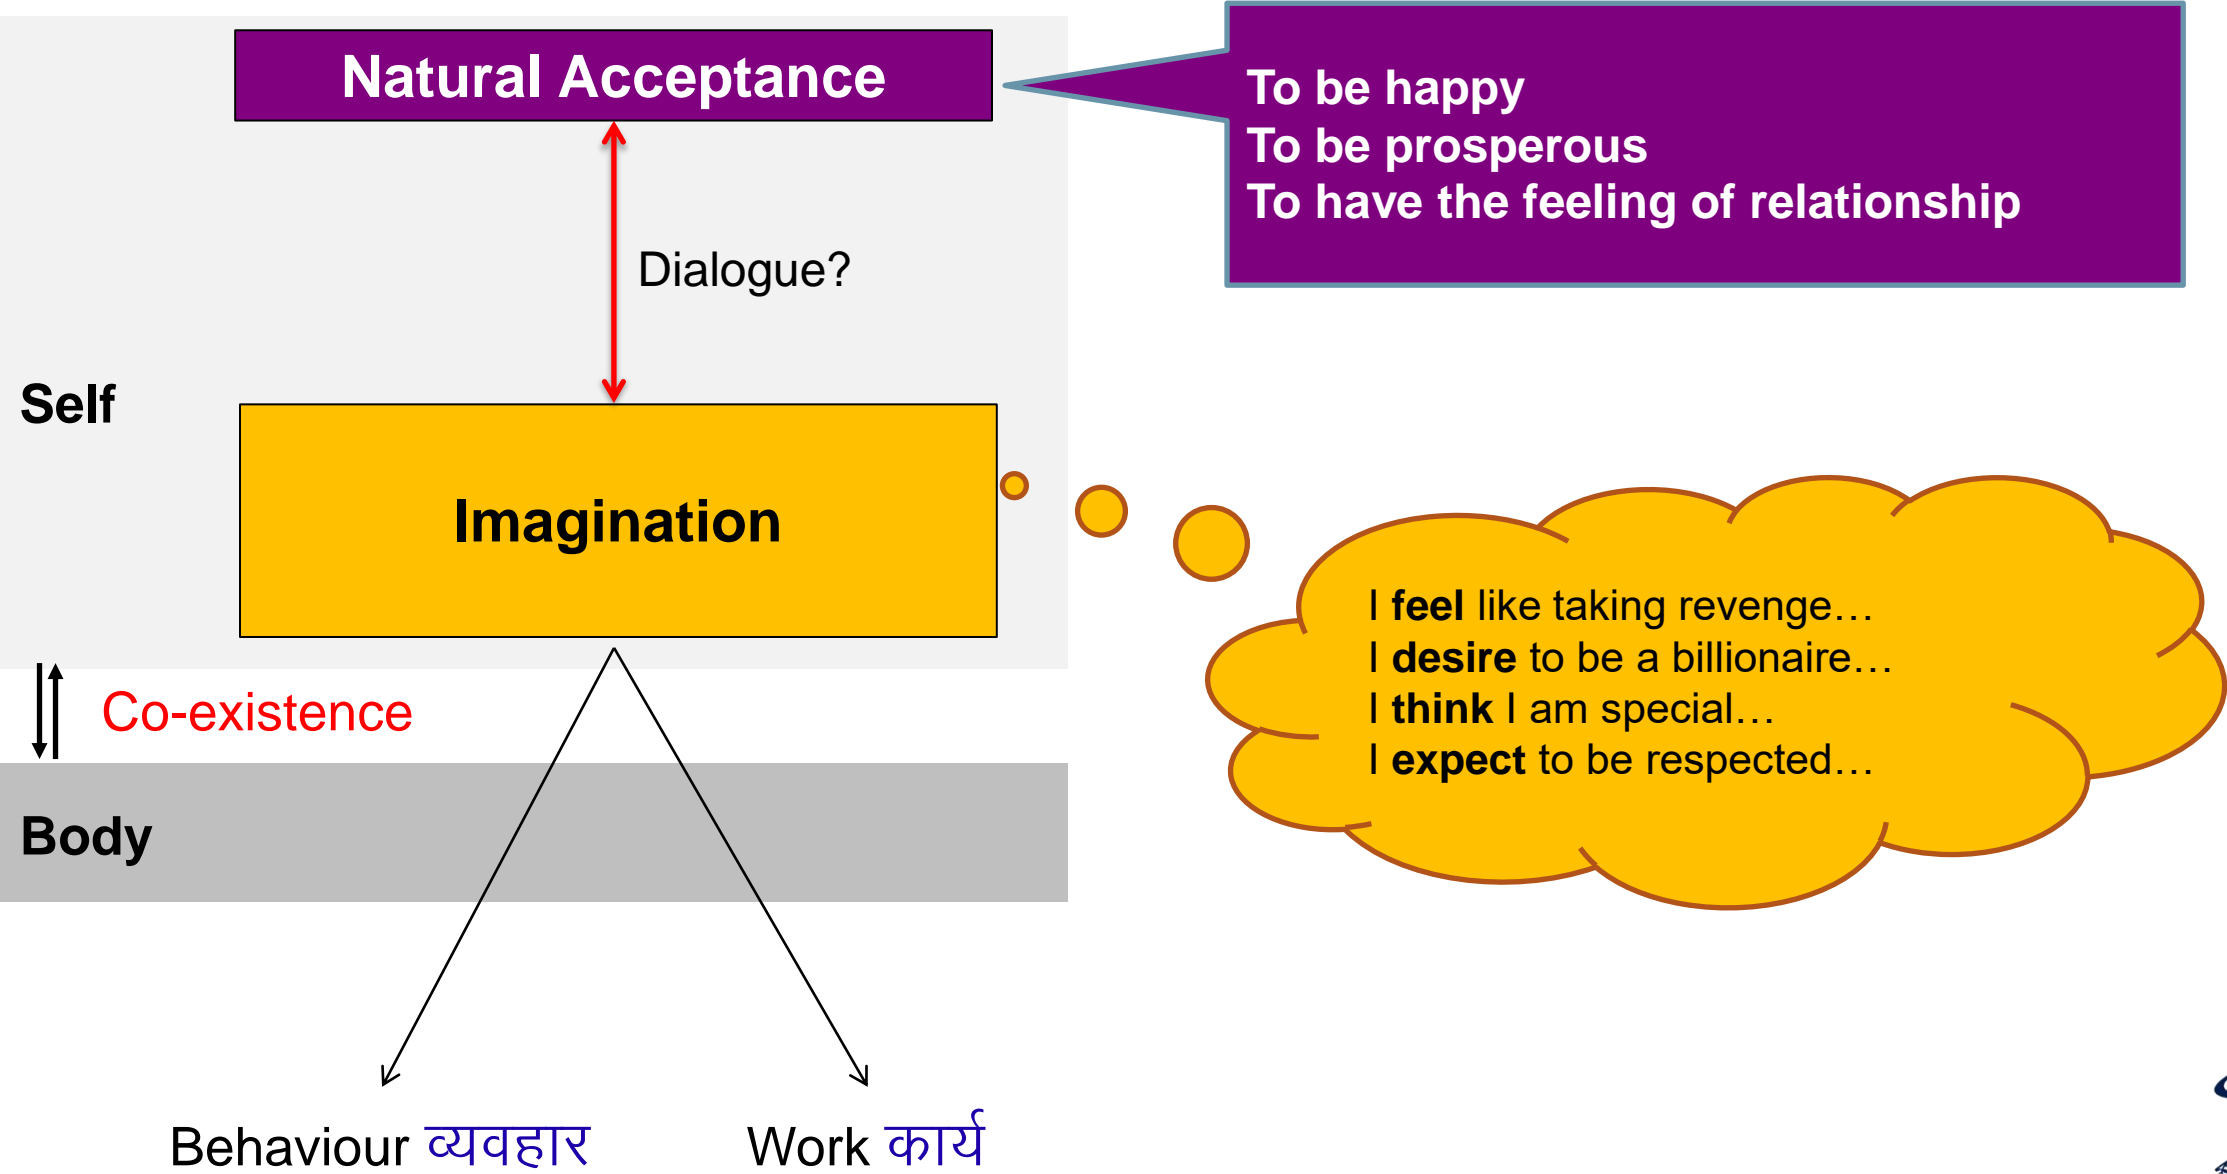 Natural Acceptance
To be happy
To be prosperous
To have the feeling of relationship
Dialogue?
Self
Imagination
I feel like taking revenge…
I desire to be a billionaire…
I think I am special…
I expect to be respected…
Co-existence
Body
Behaviour व्यवहार
Work कार्य